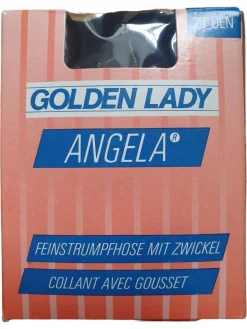 DEN
GOLDEN LADY
ANGELA®
FEINSTRUMPFHOSE MIT ZWICKEL
COLLANT AVEC GOUSSET